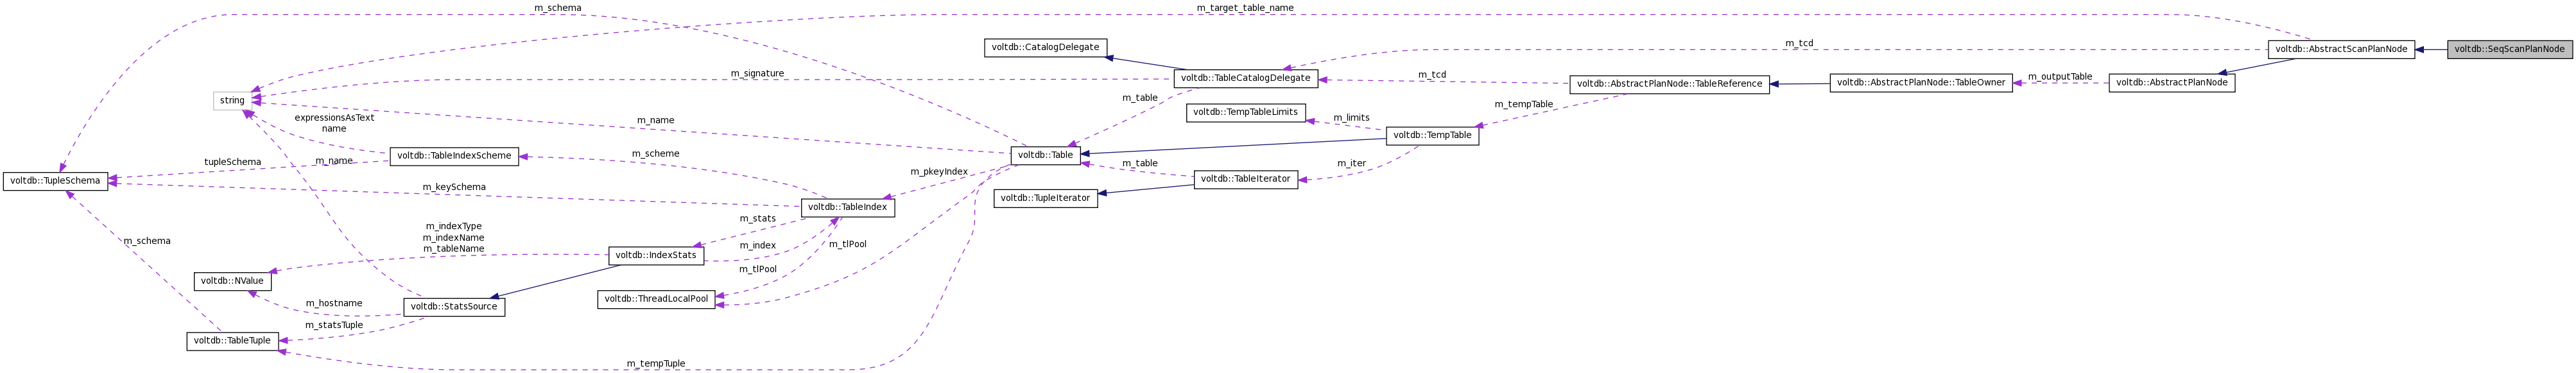 m_schema
m_target_table_name
voltdb::CatalogDelegate
m_tcd
voltdb::AbstractScanPlanNode
voltdb::SeqScanPlanNode
m_signature
voltdb::TableCatalogDelegate
m_tcd
voltdb::AbstractPlanNode::TableReference
voltdb::AbstractPlanNode::TableOwner
m_outputTable
voltdb::AbstractPlanNode
string
m_table
m_tempTable
voltdb::TempTableLimits
expressionsAsText
name
m_name
m_limits
voltdb::TempTable
voltdb::TableIndexScheme
m_scheme
voltdb::Table
tupleSchema
m_name
m_table
m_iter
voltdb::TupleSchema
m_pkeyIndex
voltdb::TableIterator
m_keySchema
voltdb::TupleIterator
voltdb::TableIndex
m_stats
m_indexType
m_indexName
m_tableName
m_schema
m_index
m_tlPool
voltdb::IndexStats
m_tlPool
voltdb::NValue
voltdb::ThreadLocalPool
m_hostname
voltdb::StatsSource
m_statsTuple
voltdb::TableTuple
m_tempTuple